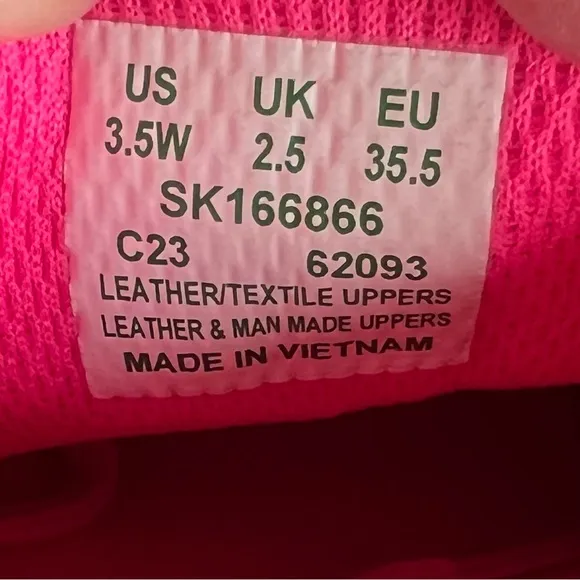 US UK EU
3.5W 2.5 35.5
SK166866
C23 62093
LEATHER/TEXTILE UPPERS
LEATHER & MAN MADE UPPERS
MADE IN VIETNAM